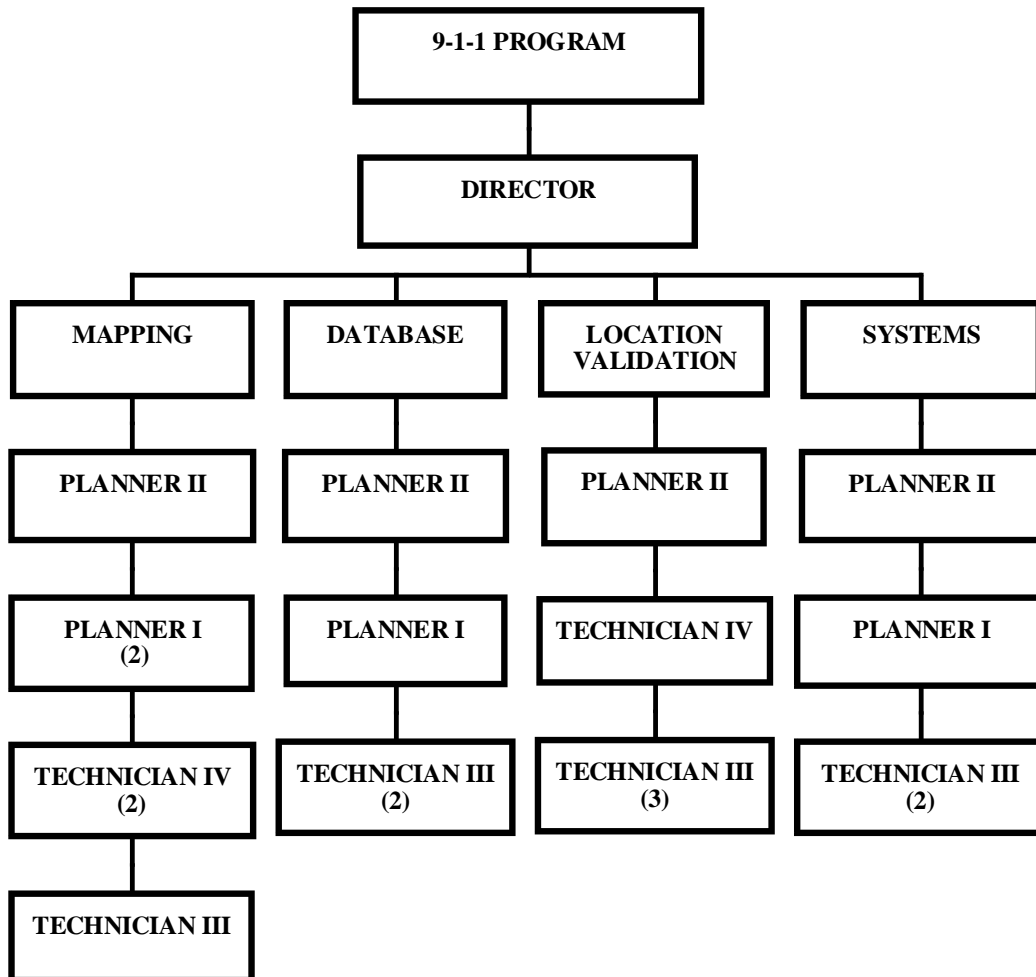 9-1-1 PROGRAM
DIRECTOR
MAPPING
DATABASE
LOCATION
VALIDATION
SYSTEMS
PLANNER II
PLANNER II
PLANNER II
PLANNER II
PLANNER I
(2)
PLANNER I
TECHNICIAN IV
PLANNER I
TECHNICIAN IV
(2)
TECHNICIAN III
(2)
TECHNICIAN III
(3)
TECHNICIAN III
(2)
TECHNICIAN III